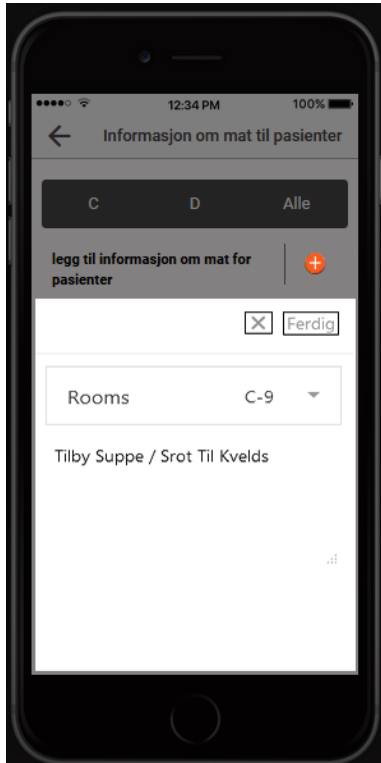 12:34 PM 100%
Informasjon om mat til pasienter
C D Alle
legg til informasjon om mat for
pasienter
Ferdig
Rooms C-9
Tilby Suppe / Srot Til Kvelds